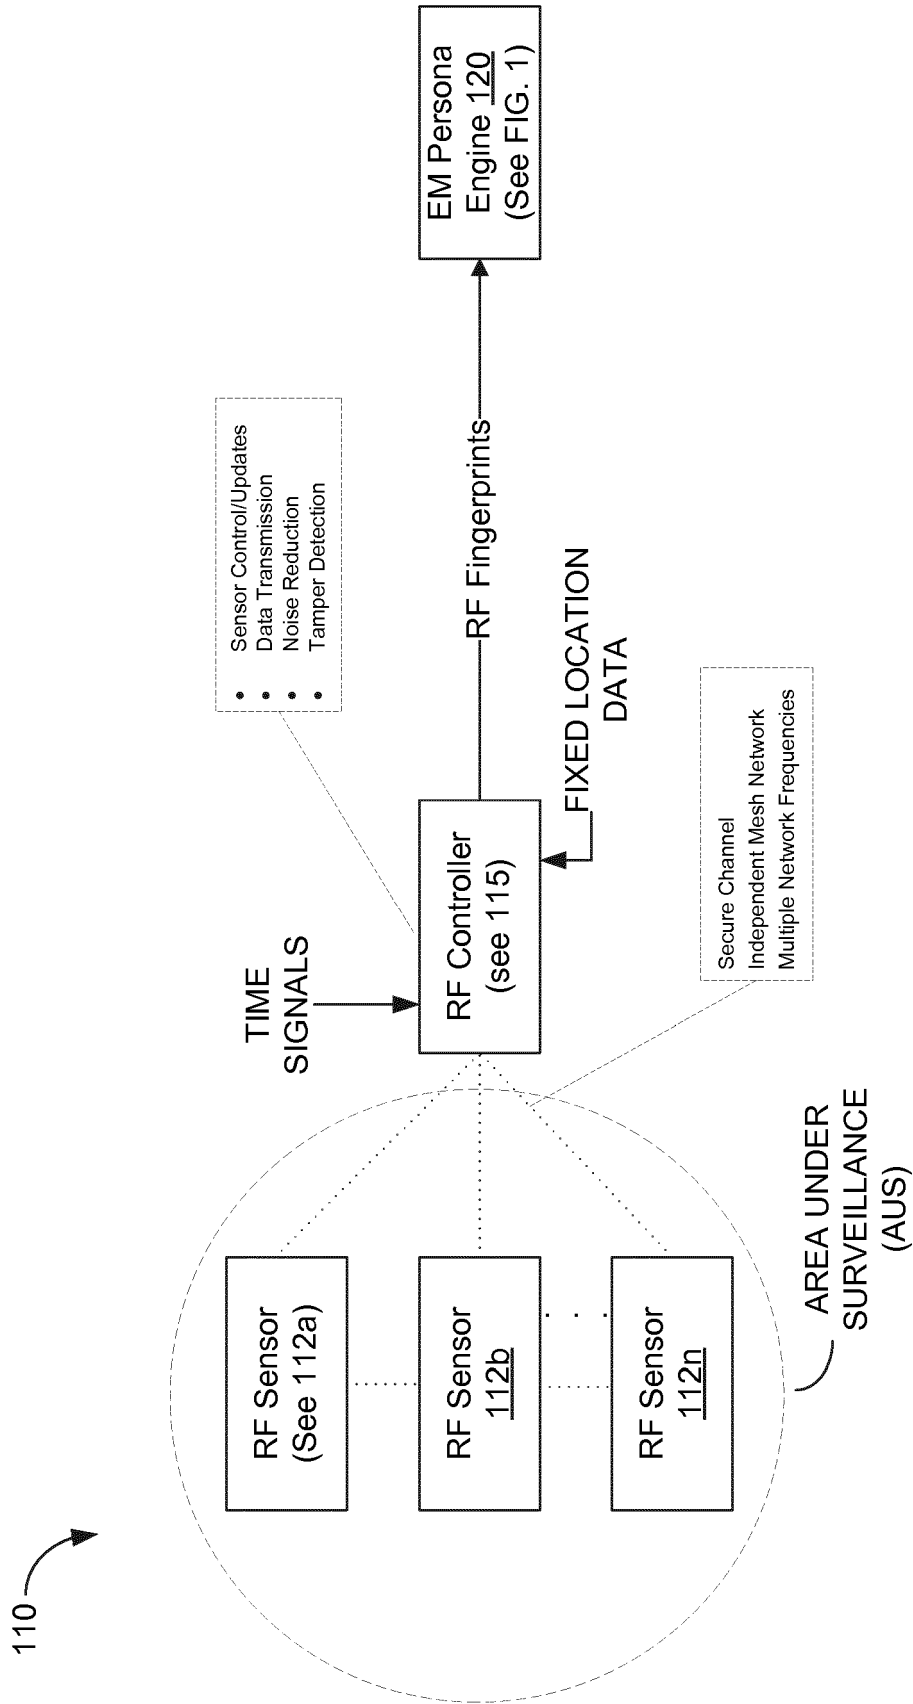 110
RF Sensor
(See 112a)
RF Sensor
112b
RF Sensor
112n
AREA UNDER
SURVEILLANCE
(AUS)
TIME
SIGNALS
RF Controller
(see 115)
FIXED LOCATION
DATA
• Sensor Control/Updates
• Data Transmission
• Noise Reduction
• Tamper Detection
Secure Channel
Independent Mesh Network
Multiple Network Frequencies
RF Fingerprints
EM Persona
Engine 120
(See FIG. 1)